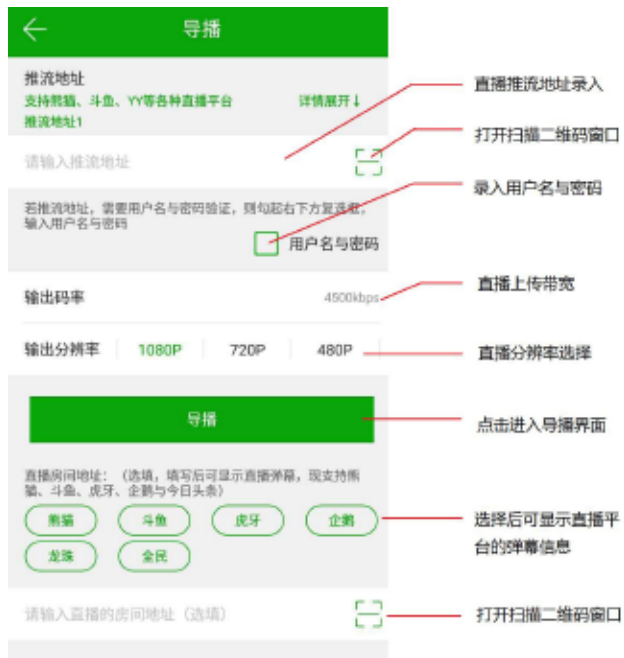 导播
推流地址
支持熊猫、斗鱼、YY等各种直播平台 详情展开↓
推流地址1
直播推流地址录入
打开扫描二维码窗口
请输入推流地址
录入用户名与密码
若推流地址，需要用户名与密码验证，则勾起右下方复选框，
输入用户名与密码
用户名与密码
输出码率 4500kbps
直播上传带宽
输出分辨率 1080P 720P 480P
直播分辨率选择
导播
点击进入导播界面
直播房间地址：（选填，填写后可显示直播弹幕，现支持熊
猫、斗鱼、虎牙、企鹅与今日头条）
熊猫 斗鱼 虎牙 企鹅
龙珠 全民
选择后可显示直播平
台的弹幕信息
请输入直播的房间地址（选填）
打开扫描二维码窗口